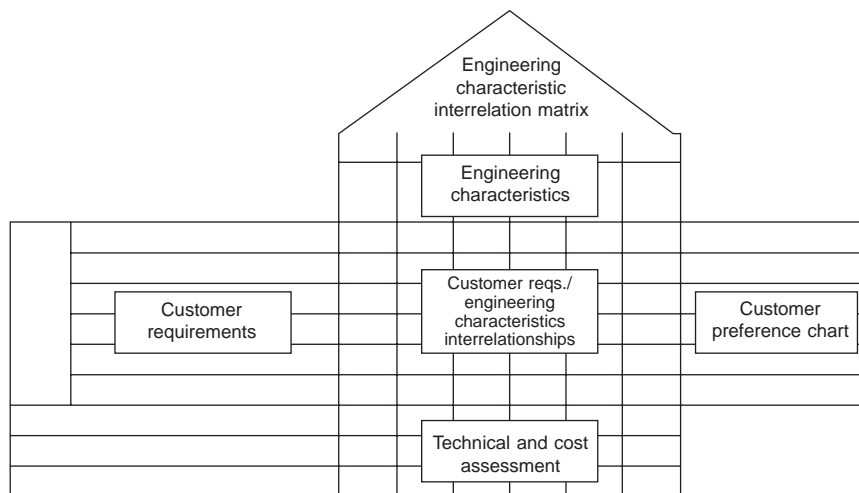 Engineering
characteristic
interrelation matrix
Engineering
characteristics
Customer
requirements
Customer reqs./
engineering
characteristics
interrelationships
Customer
preference chart
Technical and cost
assessment